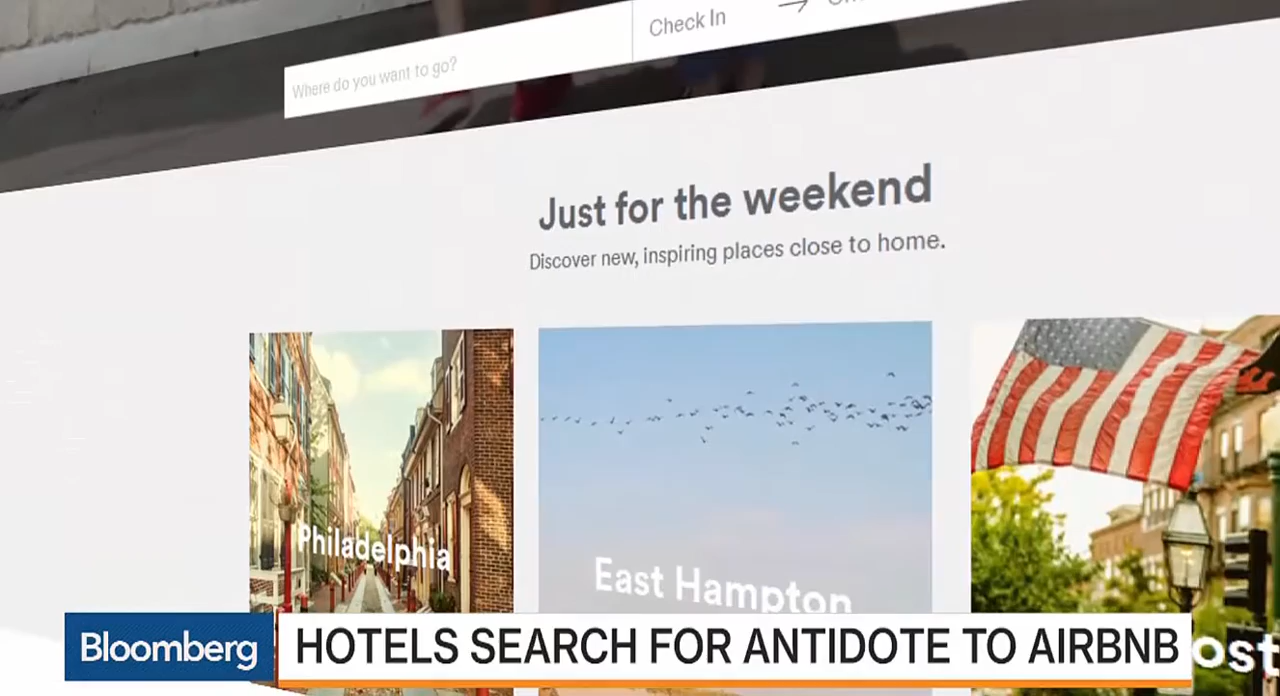 Check In
Where do you want to go?
Just for the weekend
Discover new, inspiring places close to home.
Philadelphia
East Hampton
Bloomberg
HOTELS SEARCH FOR ANTIDOTE TO AIRBNB